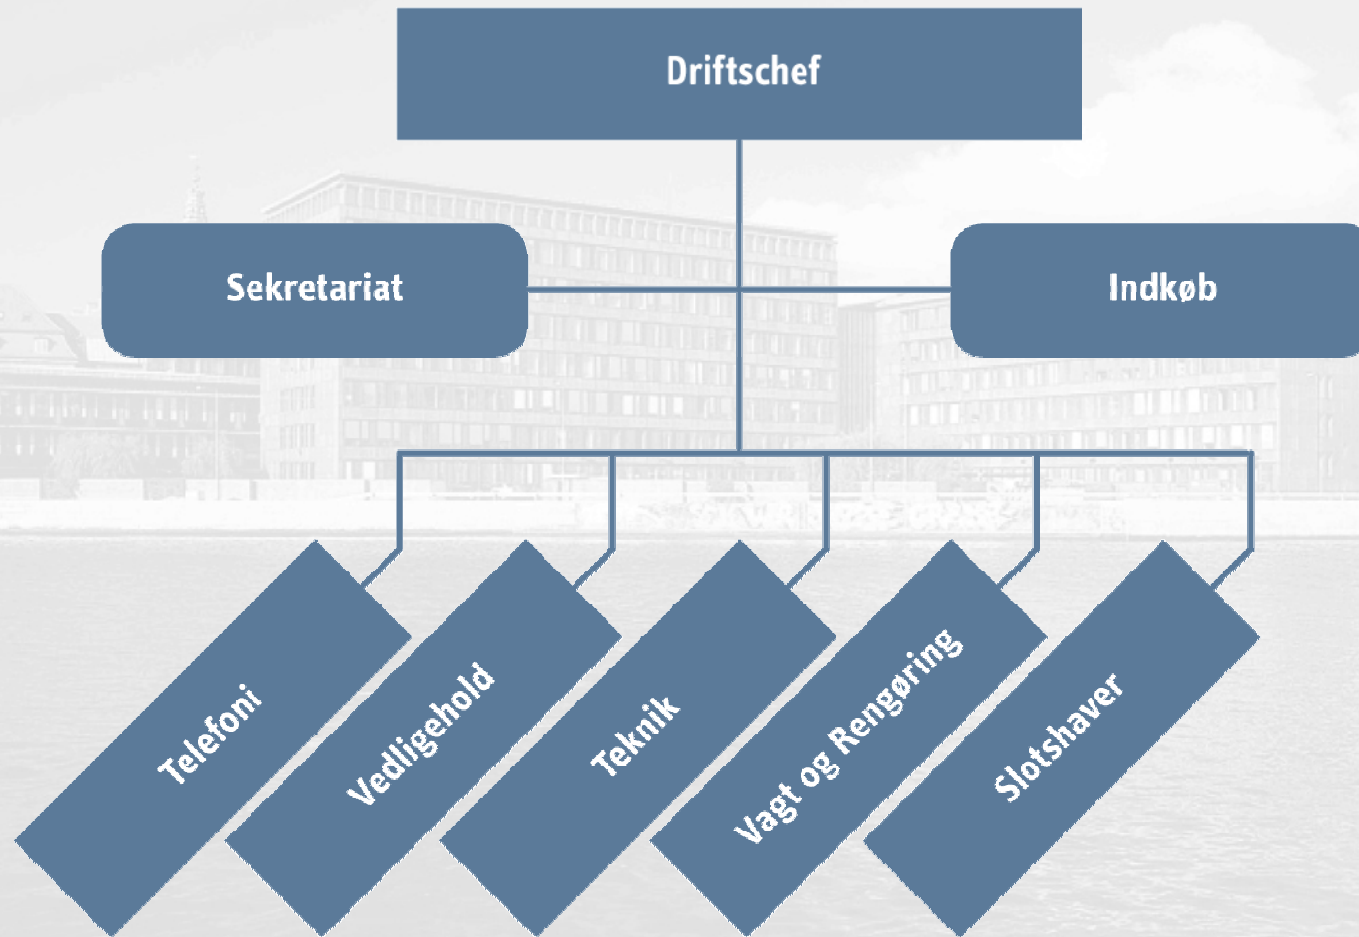 Driftschef
Sekretariat
Indkøb
Telefoni
Vedligehold
Teknik
Vagt og Rengøring
Slotshaver